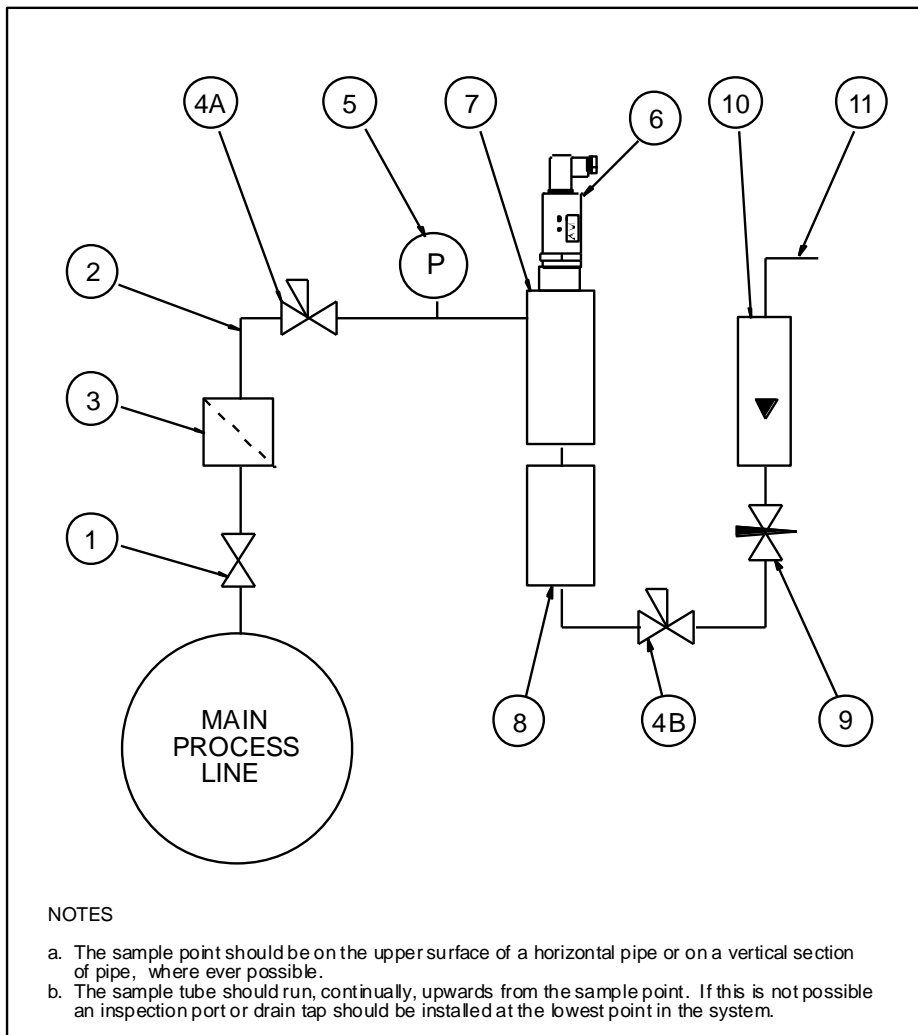 4A
5
7
6
10
11
2
P
3
1
MAIN
PROCESS
LINE
8
4B
9
NOTES
a. The sample point should be on the upper surface of a horizontal pipe or on a vertical section
of pipe, where ever possible.
b. The sample tube should run, continually, upwards from the sample point. If this is not possible
an inspection port or drain tap should be installed at the lowest point in the system.